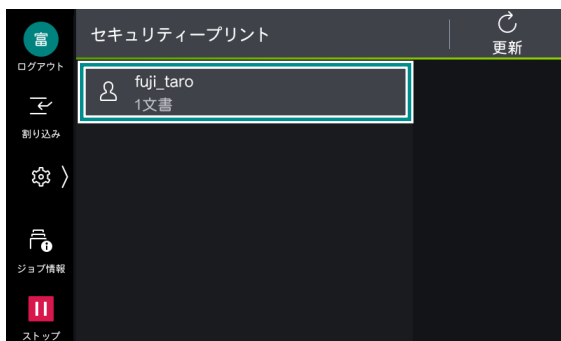 富
ログアウト
セキュリティープリント
更新
fuji_taro
1文書
割り込み
ジョブ情報
ストップ